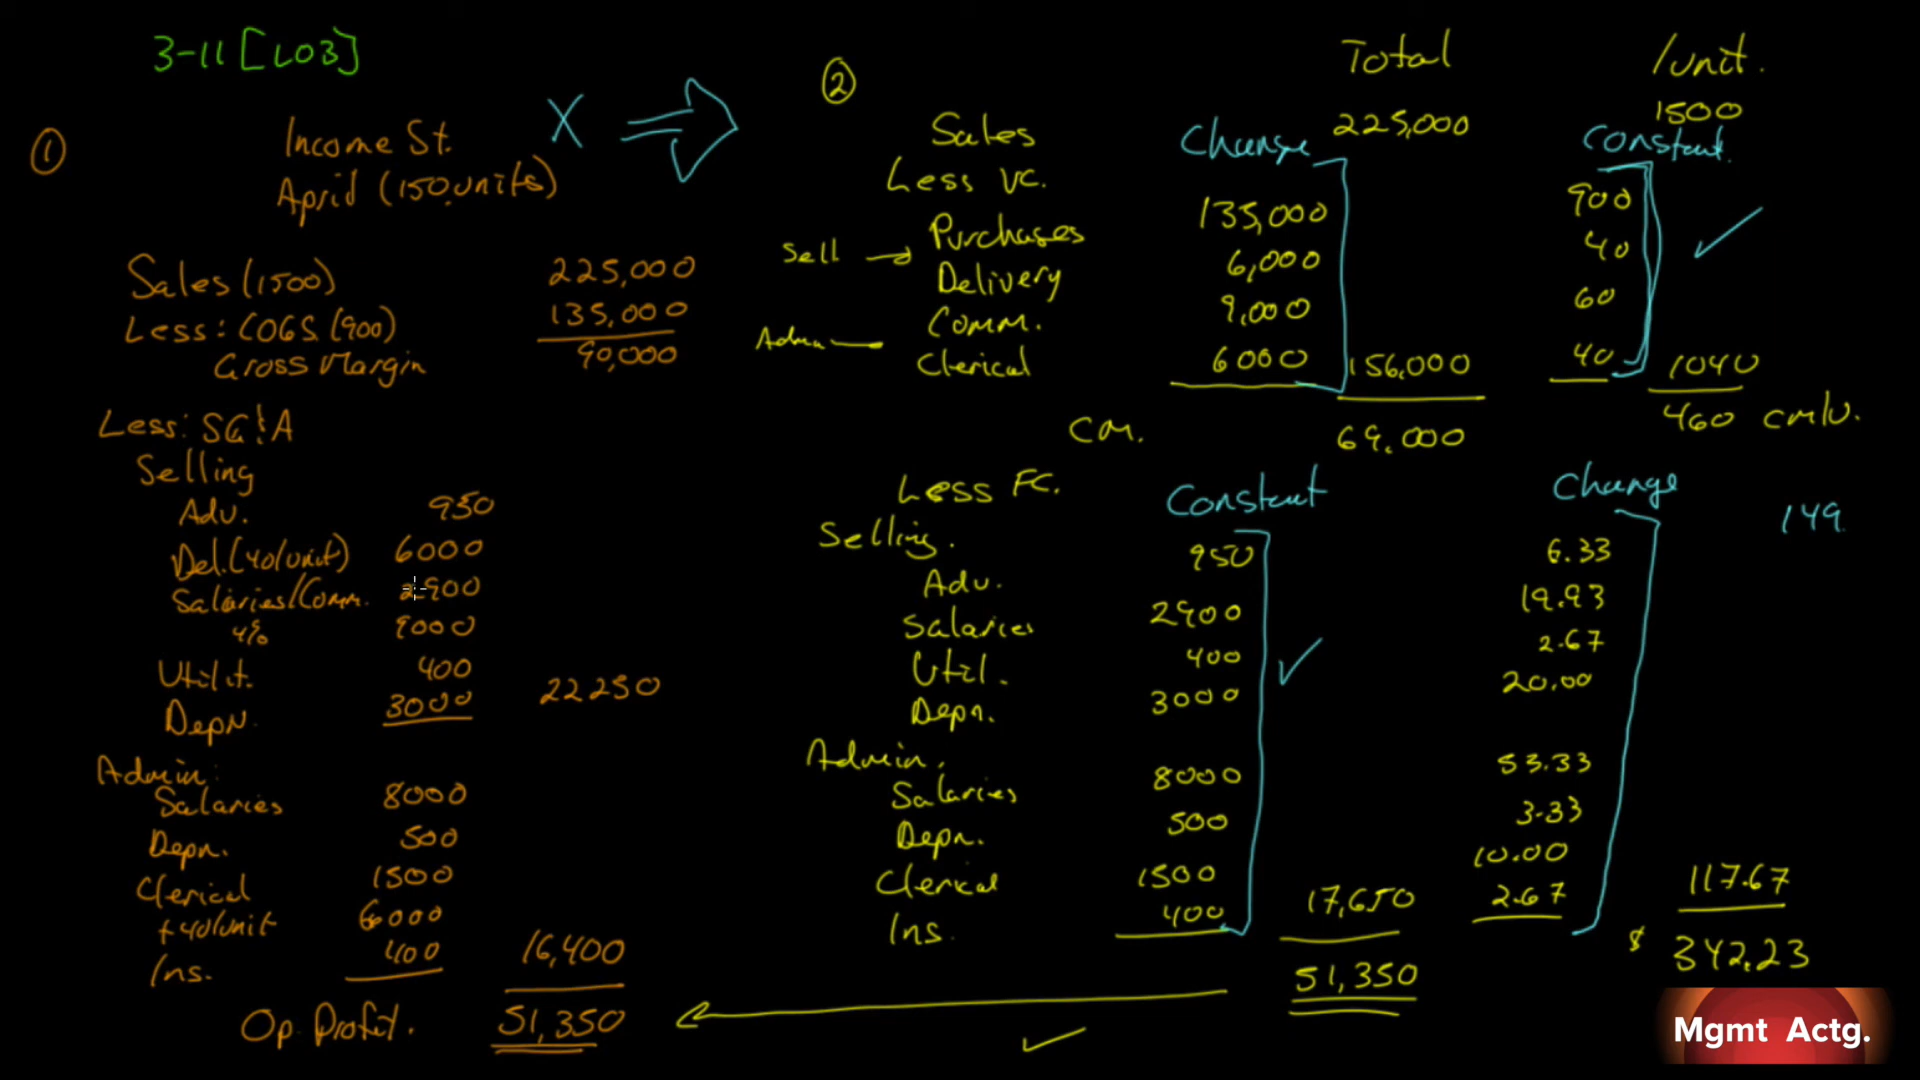 3-11 [LO3]
①
Income St.
April (150 units)
X
Sales (1500) 225,000
Less: COGS (900) 135,000
Gross Margin 90,000
Less: SG&A
Selling
Adv. 950
Del. (40/unit) 6000
Salaries/Comm. 2900
4% 9000
Utilit. 400
Depn. 3000 22250
Admin:
Salaries 8000
Depn. 500
Clerical 1500
+ 40/unit 6000
Ins. 400 16,400
Op. Profit. 51,350
②
Total /unit.
Sales 225,000 1500
Change Constant.
Less VC.
Purchases 135,000 900
Sell Delivery 6,000 40
Comm. 9,000 60
Admin Clerical 6000 156,000 40 1040
CM. 69,000 460 cm/u.
Less FC. Constant Change
149
Selling.
Adv. 950 6.33
Salaries 2900 19.93
Util. 400 2.67
Depn. 3000 20.00
Admin.
Salaries 8000 53.33
Depn. 500 3.33
Clerical 1500 10.00
Ins. 400 17,650 2.67 117.67
51,350 $ 342.23
Mgmt Actg.